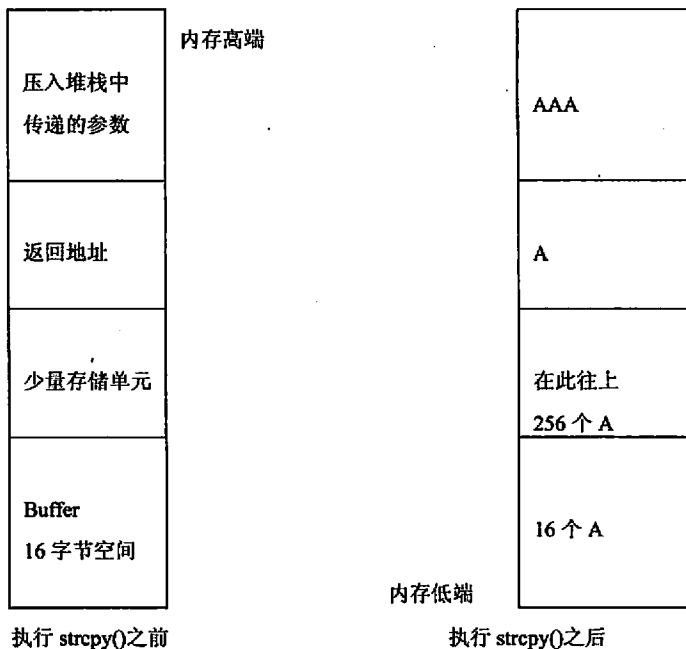 内存高端
压入堆栈中
传递的参数
返回地址
少量存储单元
Buffer
16 字节空间
执行 strcpy()之前
AAA
A
在此往上
256 个 A
16 个 A
内存低端
执行 strcpy()之后